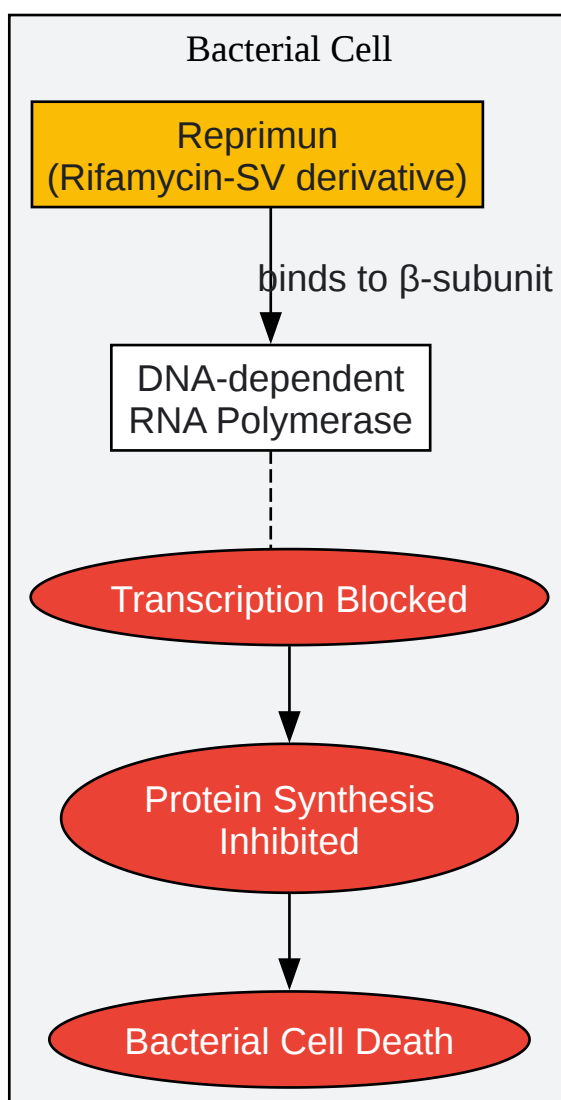 Bacterial Cell
Reprimun
(Rifamycin-SV derivative)
binds to β-subunit
DNA-dependent
RNA Polymerase
Transcription Blocked
Protein Synthesis
Inhibited
Bacterial Cell Death